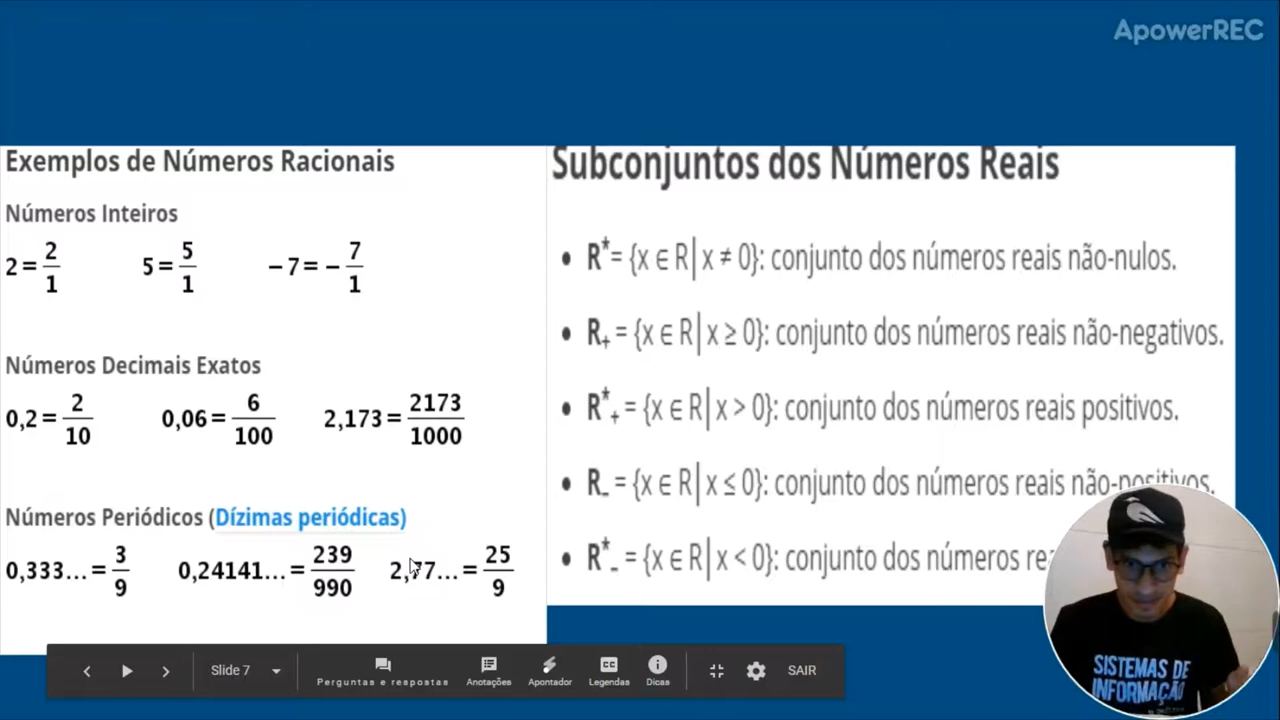 ApowerREC
Exemplos de Números Racionais
Números Inteiros
2 = 2/1 5 = 5/1 − 7 = − 7/1
Números Decimais Exatos
0,2 = 2/10 0,06 = 6/100 2,173 = 2173/1000
Números Periódicos (Dízimas periódicas)
0,333... = 3/9 0,24141... = 239/990 2,77... = 25/9
Subconjuntos dos Números Reais
• R*= {x ∈ R│x ≠ 0}: conjunto dos números reais não-nulos.
• R₊ = {x ∈ R│x ≥ 0}: conjunto dos números reais não-negativos.
• R*₊ = {x ∈ R│x > 0}: conjunto dos números reais positivos.
• R₋ = {x ∈ R│x ≤ 0}: conjunto dos números reais não-positivos.
• R*₋ = {x ∈ R│x < 0}: conjunto dos números
SISTEMAS DE
INFORMAÇÃO
Slide 7
Perguntas e respostas
Anotações
Apontador
Legendas
Dicas
SAIR